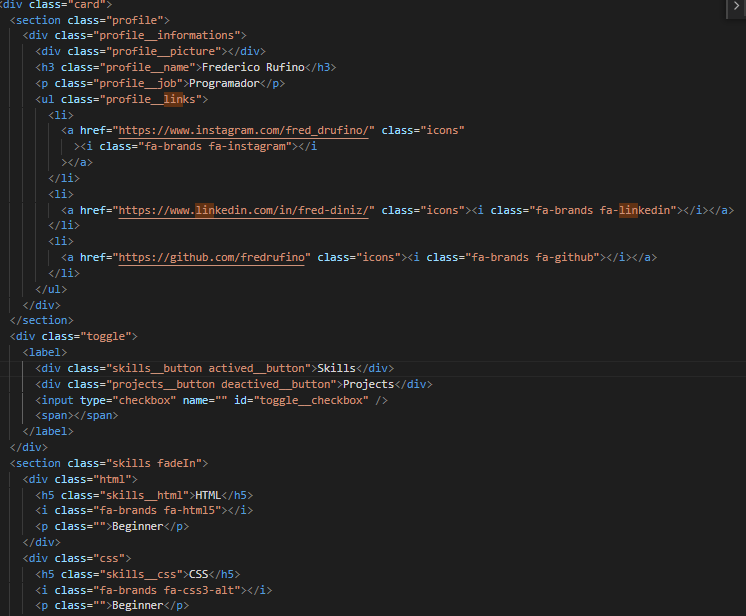 <div class="card">
<section class="profile">
<div class="profile__informations">
<div class="profile__picture"></div>
<h3 class="profile__name">Frederico Rufino</h3>
<p class="profile__job">Programador</p>
<ul class="profile__links">
<li>
<a href="https://www.instagram.com/fred_drufino/" class="icons"
><i class="fa-brands fa-instagram"></i
></a>
</li>
<li>
<a href="https://www.linkedin.com/in/fred-diniz/" class="icons"><i class="fa-brands fa-linkedin"></i></a>
</li>
<li>
<a href="https://github.com/fredrufino" class="icons"><i class="fa-brands fa-github"></i></a>
</li>
</ul>
</div>
</section>
<div class="toggle">
<label>
<div class="skills__button actived__button">Skills</div>
<div class="projects__button deactived__button">Projects</div>
<input type="checkbox" name="" id="toggle__checkbox" />
<span></span>
</label>
</div>
<section class="skills fadeIn">
<div class="html">
<h5 class="skills__html">HTML</h5>
<i class="fa-brands fa-html5"></i>
<p class="">Beginner</p>
</div>
<div class="css">
<h5 class="skills__css">CSS</h5>
<i class="fa-brands fa-css3-alt"></i>
<p class="">Beginner</p>